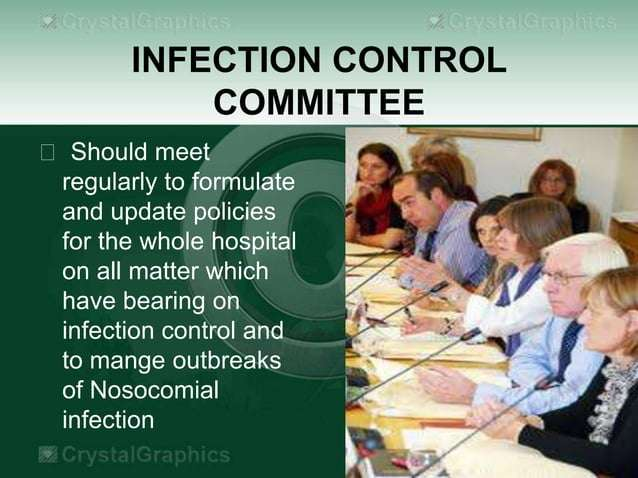 CrystalGraphics CrystalGraphics
INFECTION CONTROL
COMMITTEE
Should meet
regularly to formulate
and update policies
for the whole hospital
on all matter which
have bearing on
infection control and
to mange outbreaks
of Nosocomial
infection
CrystalGraphics